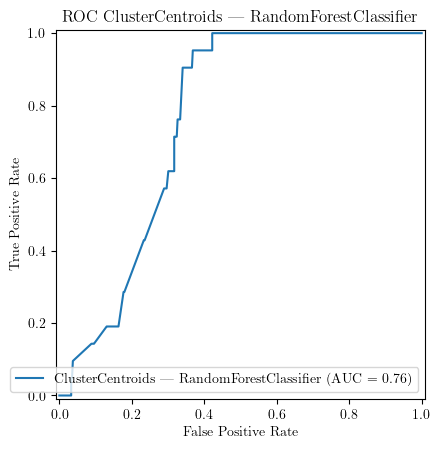 ROC ClusterCentroids — RandomForestClassifier
1.0
0.8
0.6
0.4
0.2
0.0
True Positive Rate
ClusterCentroids — RandomForestClassifier (AUC = 0.76)
0.0 0.2 0.4 0.6 0.8 1.0
False Positive Rate